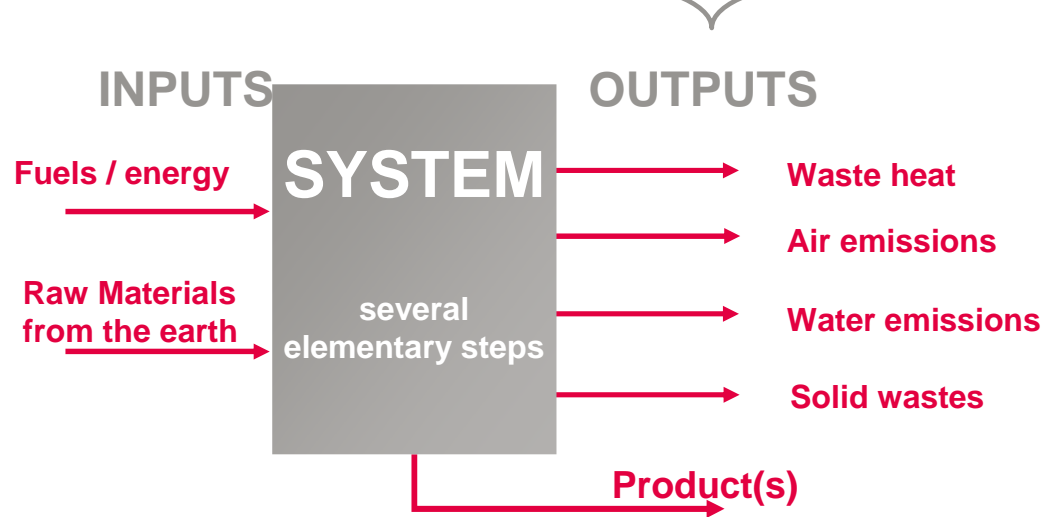 INPUTS
OUTPUTS
Fuels / energy
SYSTEM
Waste heat
Air emissions
Raw Materials
from the earth
several
elementary steps
Water emissions
Solid wastes
Product(s)